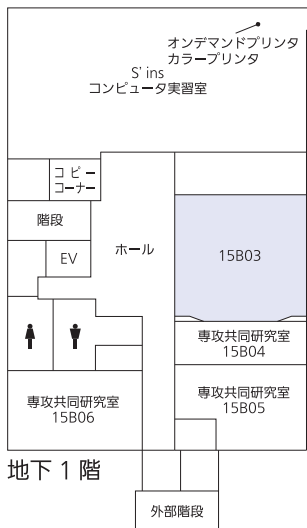 オンデマンドプリンタ
カラープリンタ
S' ins
コンピュータ実習室
コピー
コーナー
階段
EV
ホール
15B03
専攻共同研究室
15B04
専攻共同研究室
15B05
専攻共同研究室
15B06
地下 1 階
外部階段